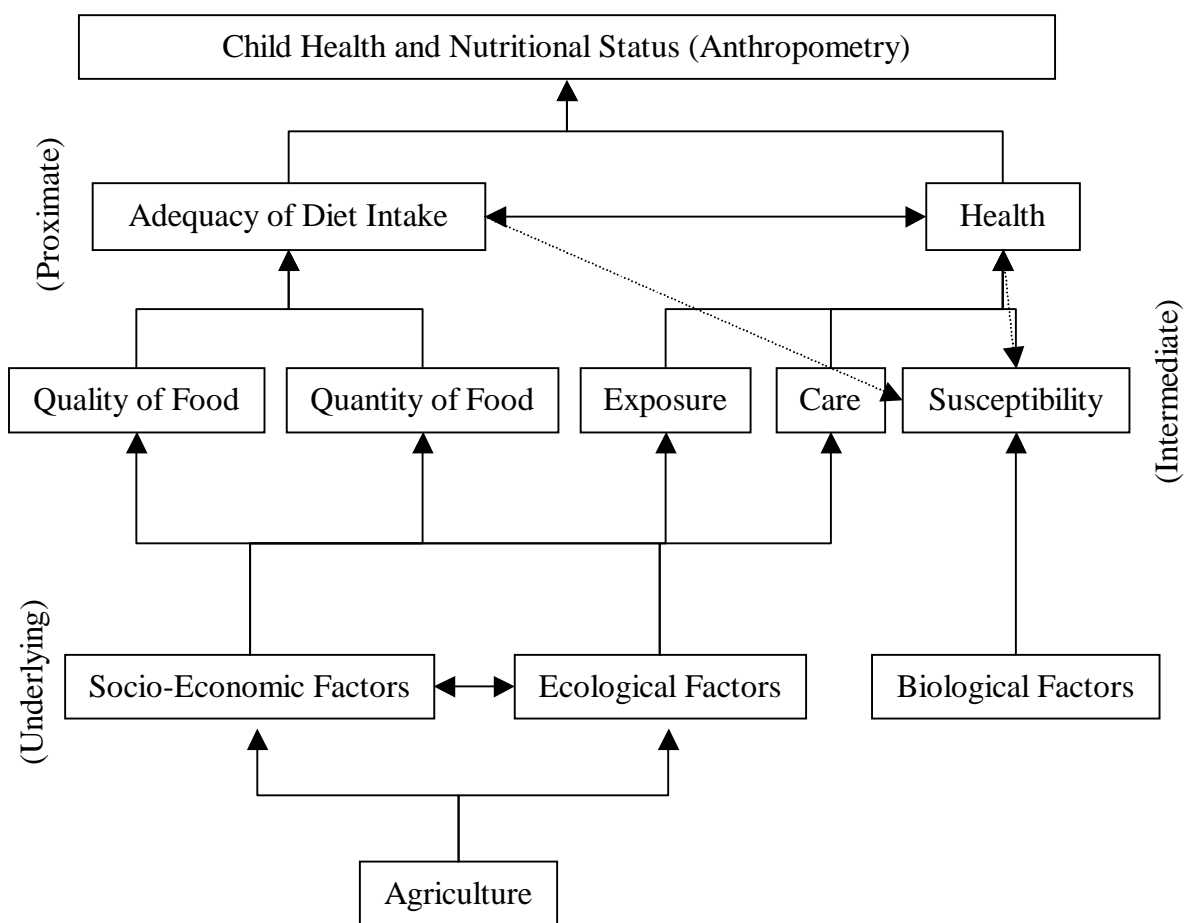 Child Health and Nutritional Status (Anthropometry)
(Proximate)
Adequacy of Diet Intake
Health
(Intermediate)
Quality of Food
Quantity of Food
Exposure
Care
Susceptibility
(Underlying)
Socio-Economic Factors
Ecological Factors
Biological Factors
Agriculture